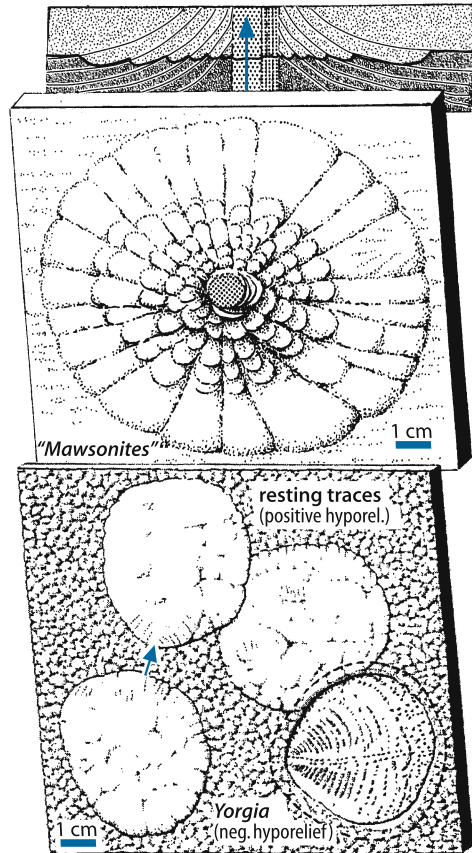 1 cm
"Mawsonites"
resting traces
(positive hyporel.)
Yorgia
(neg. hyporelief)
1 cm